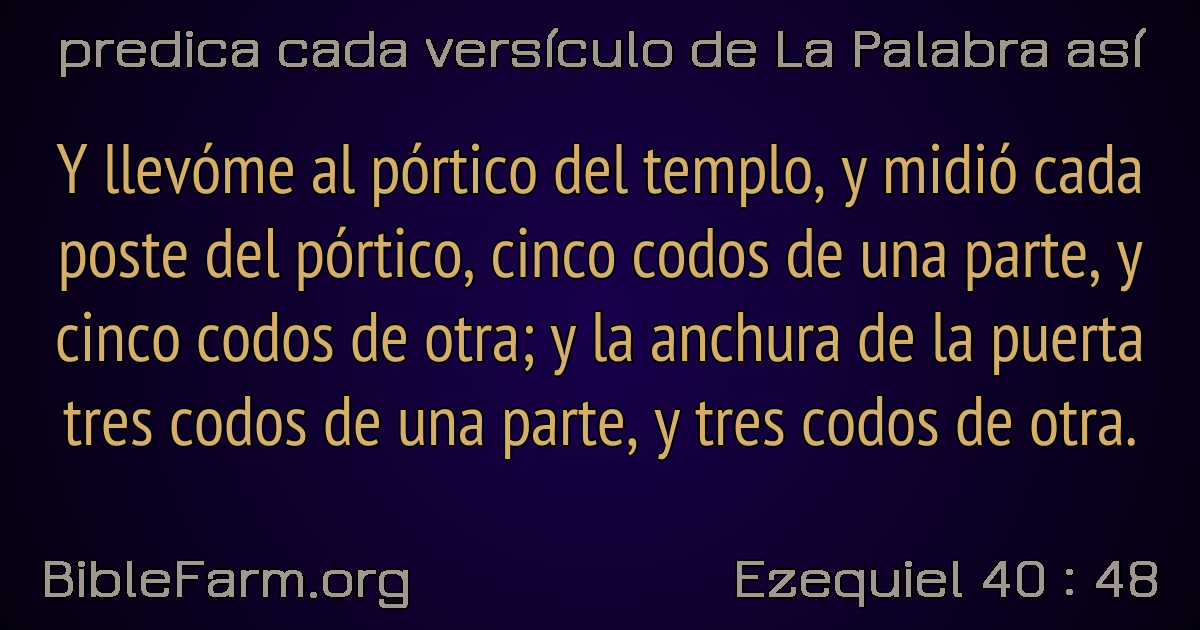 predica cada versículo de La Palabra así
Y llevóme al pórtico del templo, y midió cada
poste del pórtico, cinco codos de una parte, y
cinco codos de otra; y la anchura de la puerta
tres codos de una parte, y tres codos de otra.
BibleFarm.org
Ezequiel 40 : 48